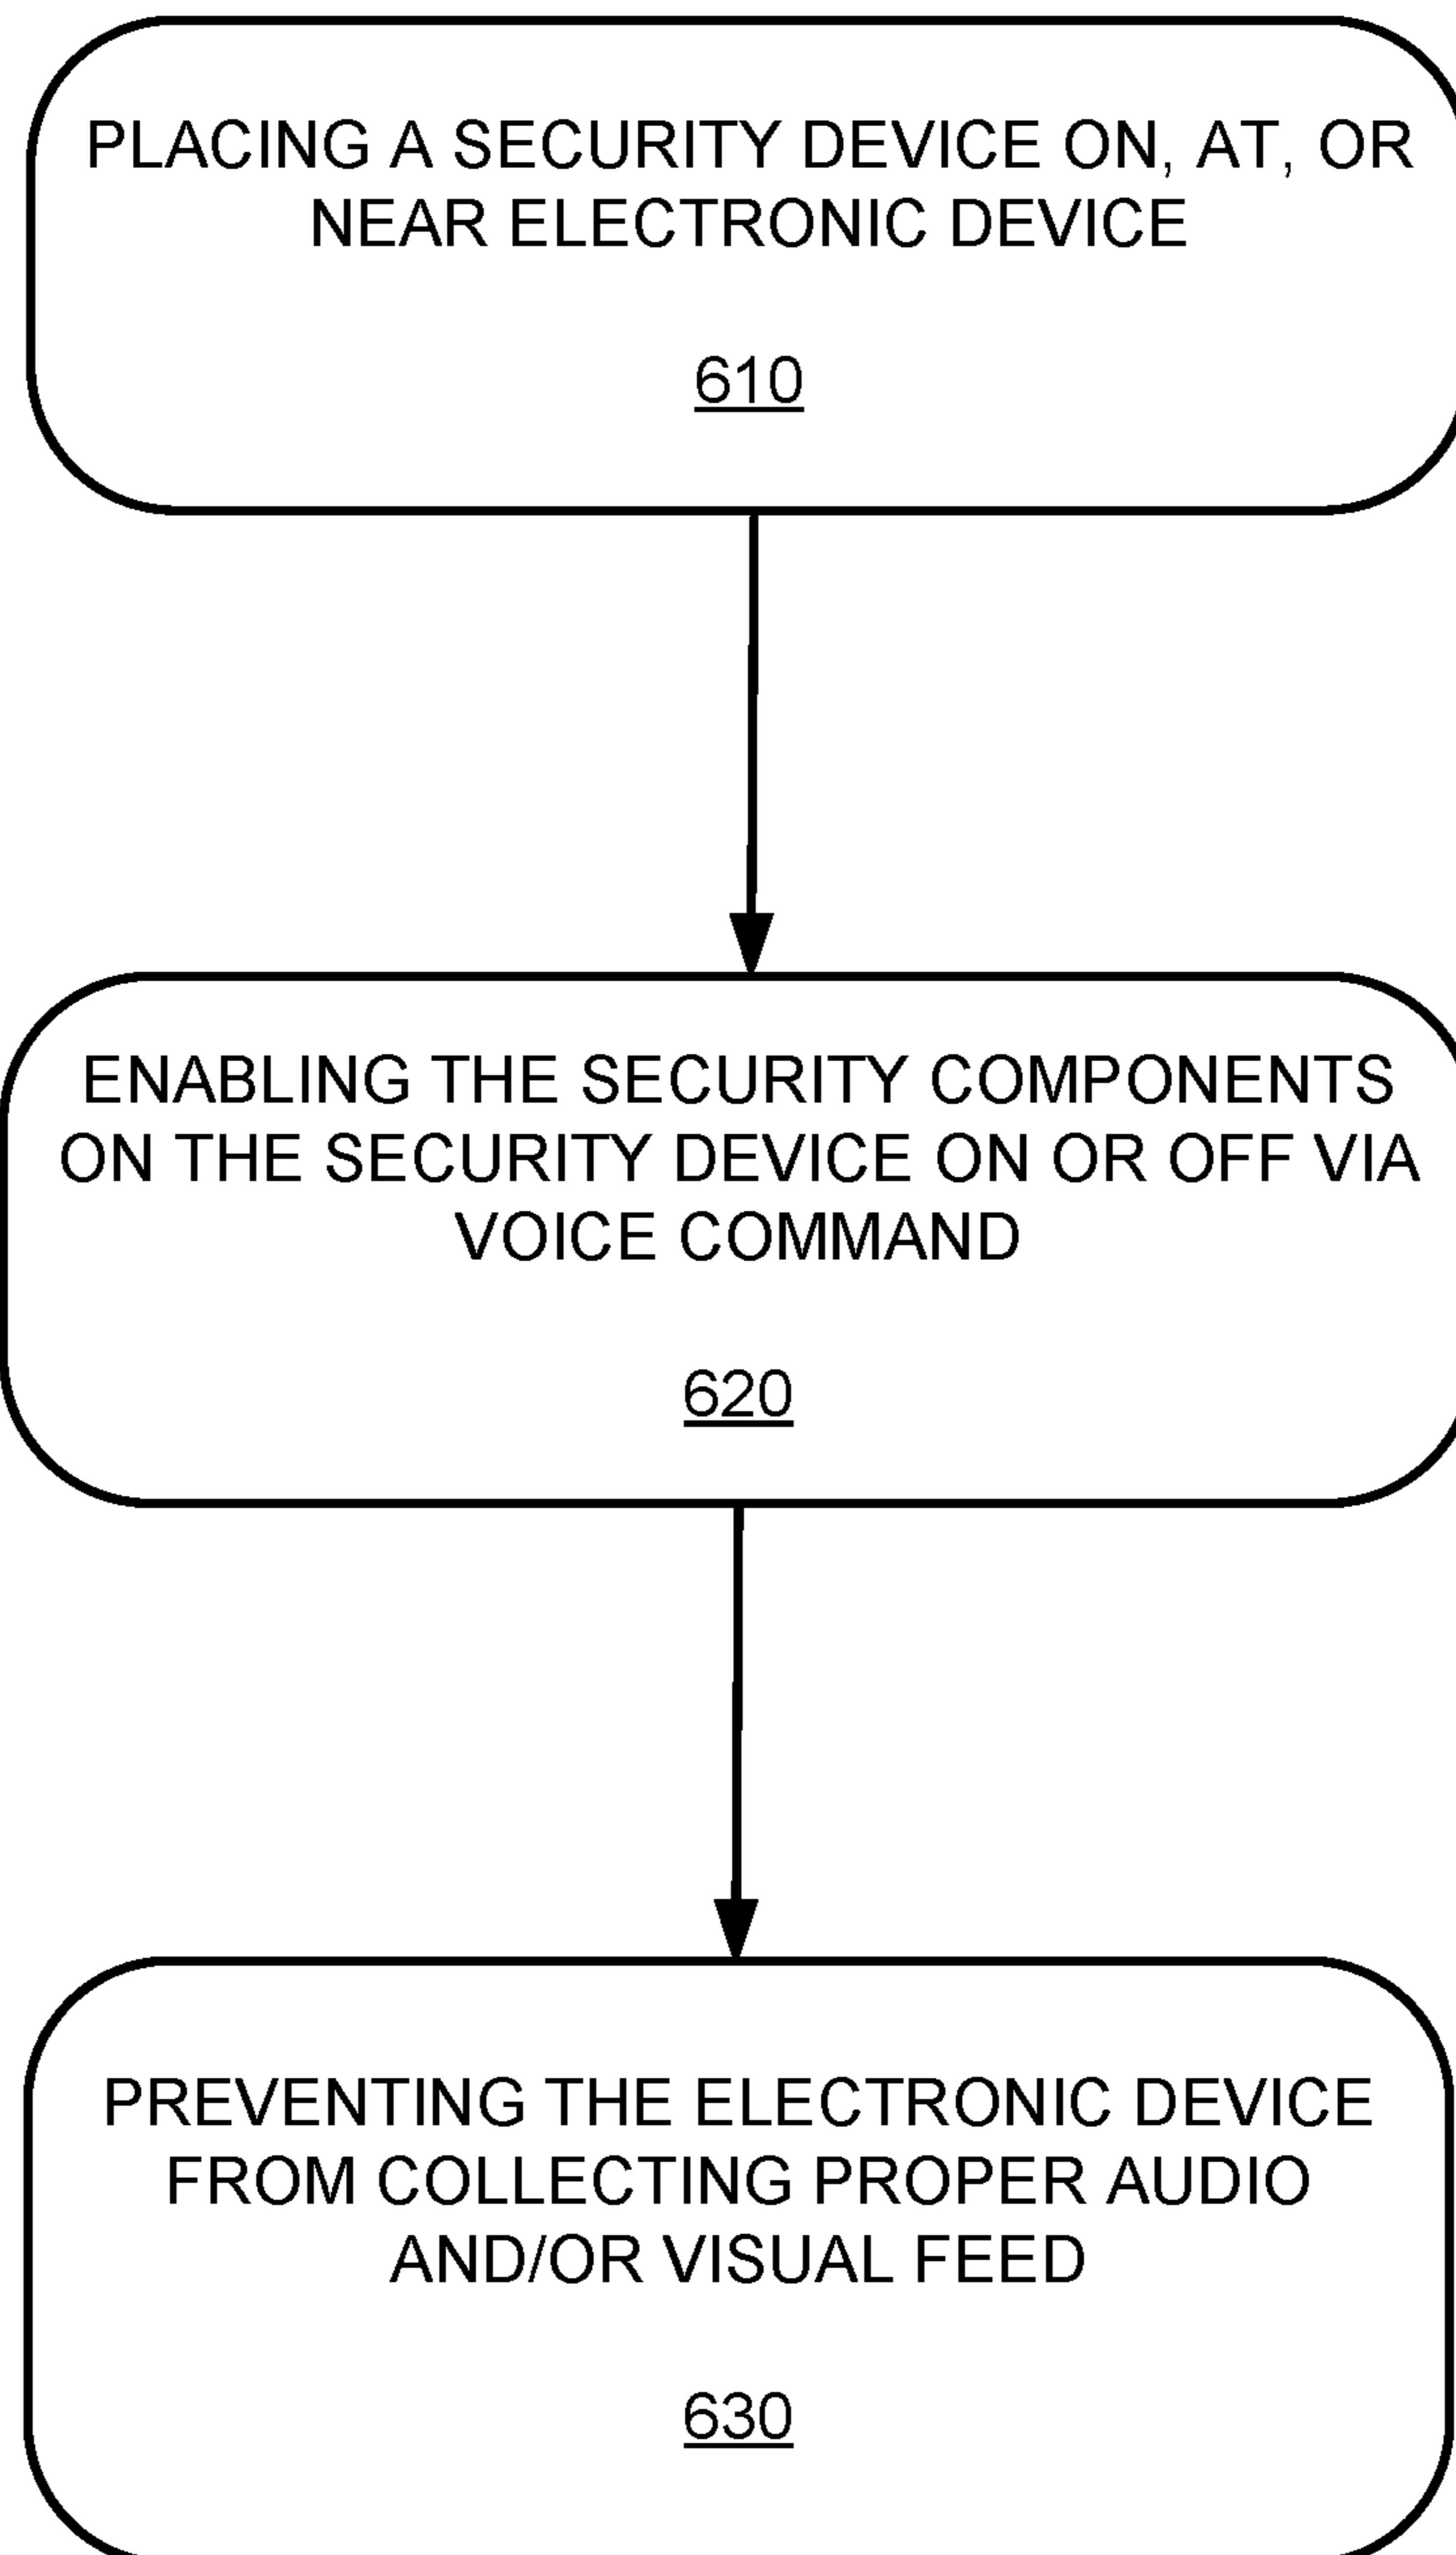 PLACING A SECURITY DEVICE ON, AT, OR
NEAR ELECTRONIC DEVICE
610
ENABLING THE SECURITY COMPONENTS
ON THE SECURITY DEVICE ON OR OFF VIA
VOICE COMMAND
620
PREVENTING THE ELECTRONIC DEVICE
FROM COLLECTING PROPER AUDIO
AND/OR VISUAL FEED
630